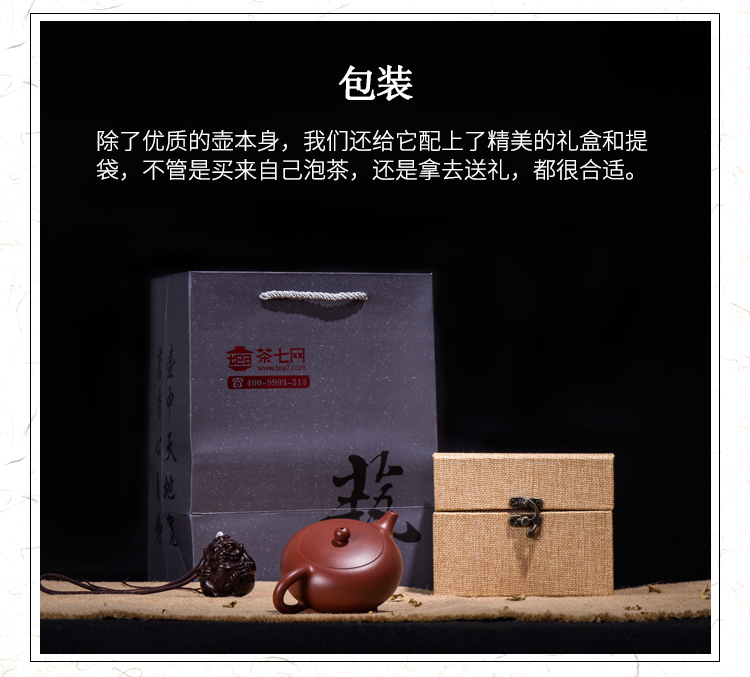 包装
除了优质的壶本身，我们还给它配上了精美的礼盒和提
袋，不管是买来自己泡茶，还是拿去送礼，都很合适。
茶七网
www.tea7.com
400-9993-513
壶中天地宽